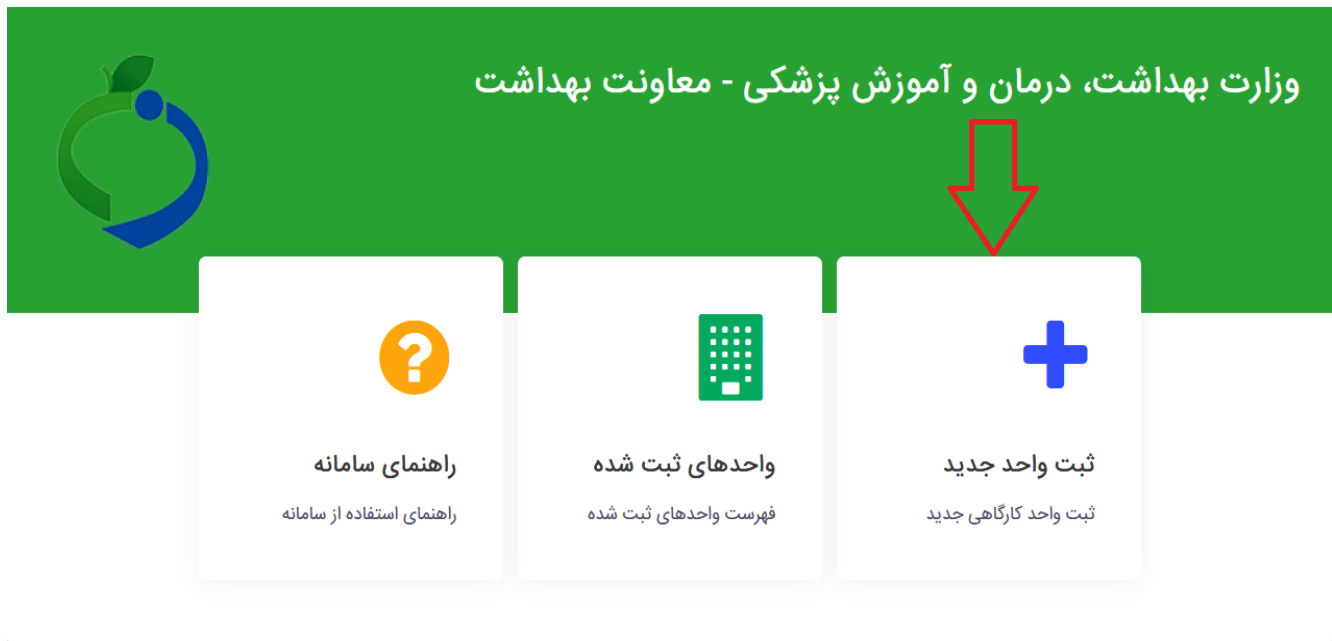 وزارت بهداشت، درمان و آموزش پزشکی - معاونت بهداشت
ثبت واحد جدید
ثبت واحد کارگاهی جدید
واحدهای ثبت شده
فهرست واحدهای ثبت شده
راهنمای سامانه
راهنمای استفاده از سامانه